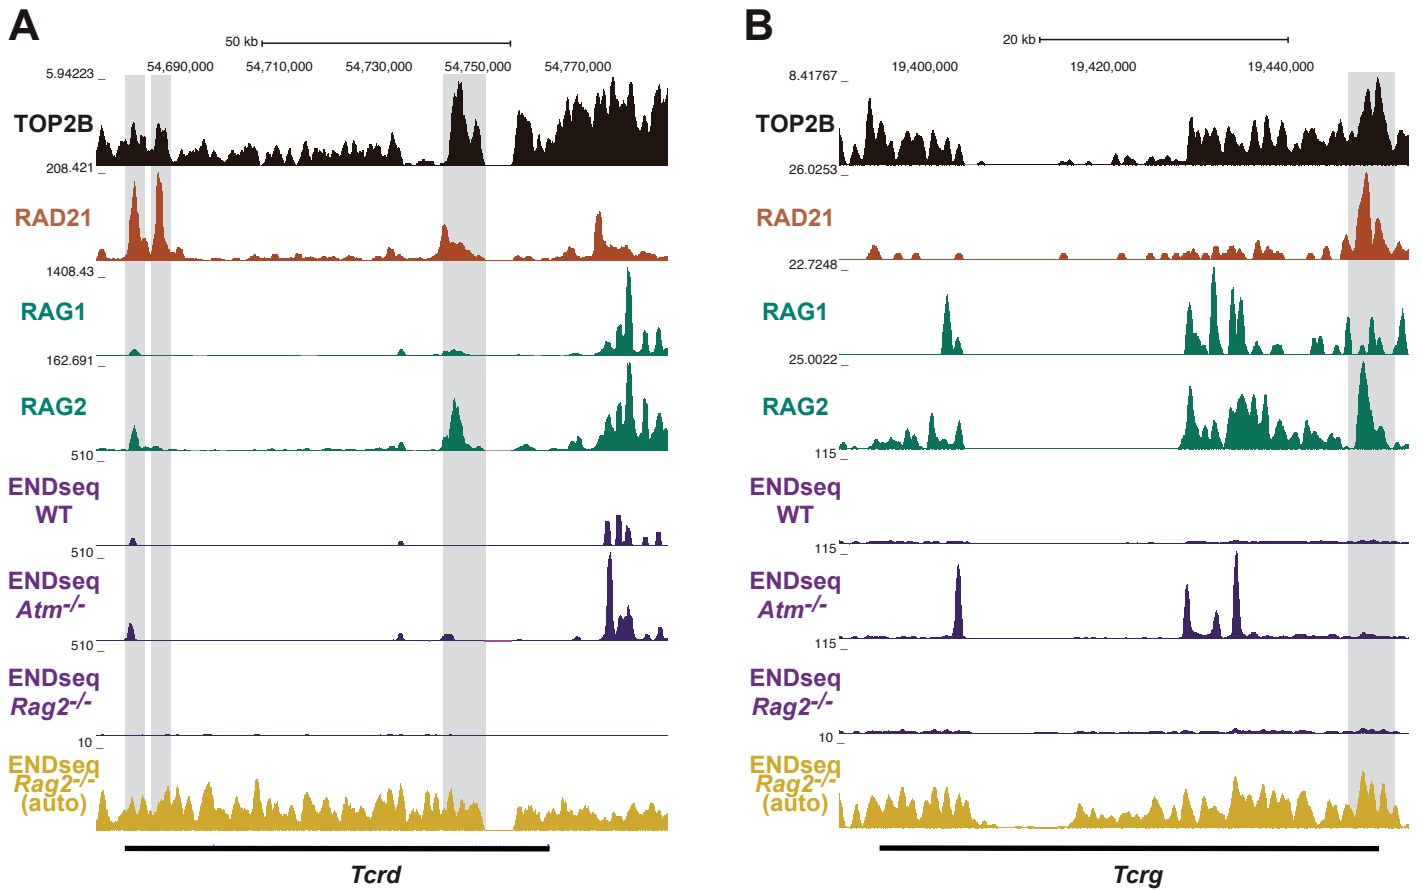 A
50 kb
54,690,000 54,710,000 54,730,000 54,750,000 54,770,000
5.94223
TOP2B
208.421
RAD21
1408.43
RAG1
162.691
RAG2
510
ENDseq
WT
510
ENDseq
Atm-/-
510
ENDseq
Rag2-/-
10
ENDseq
Rag2-/-
(auto)
Tcrd
B
20 kb
19,400,000 19,420,000 19,440,000
8.41767
TOP2B
26.0253
RAD21
22.7248
RAG1
25.0022
RAG2
115
ENDseq
WT
115
ENDseq
Atm-/-
115
ENDseq
Rag2-/-
10
ENDseq
Rag2-/-
(auto)
Tcrg